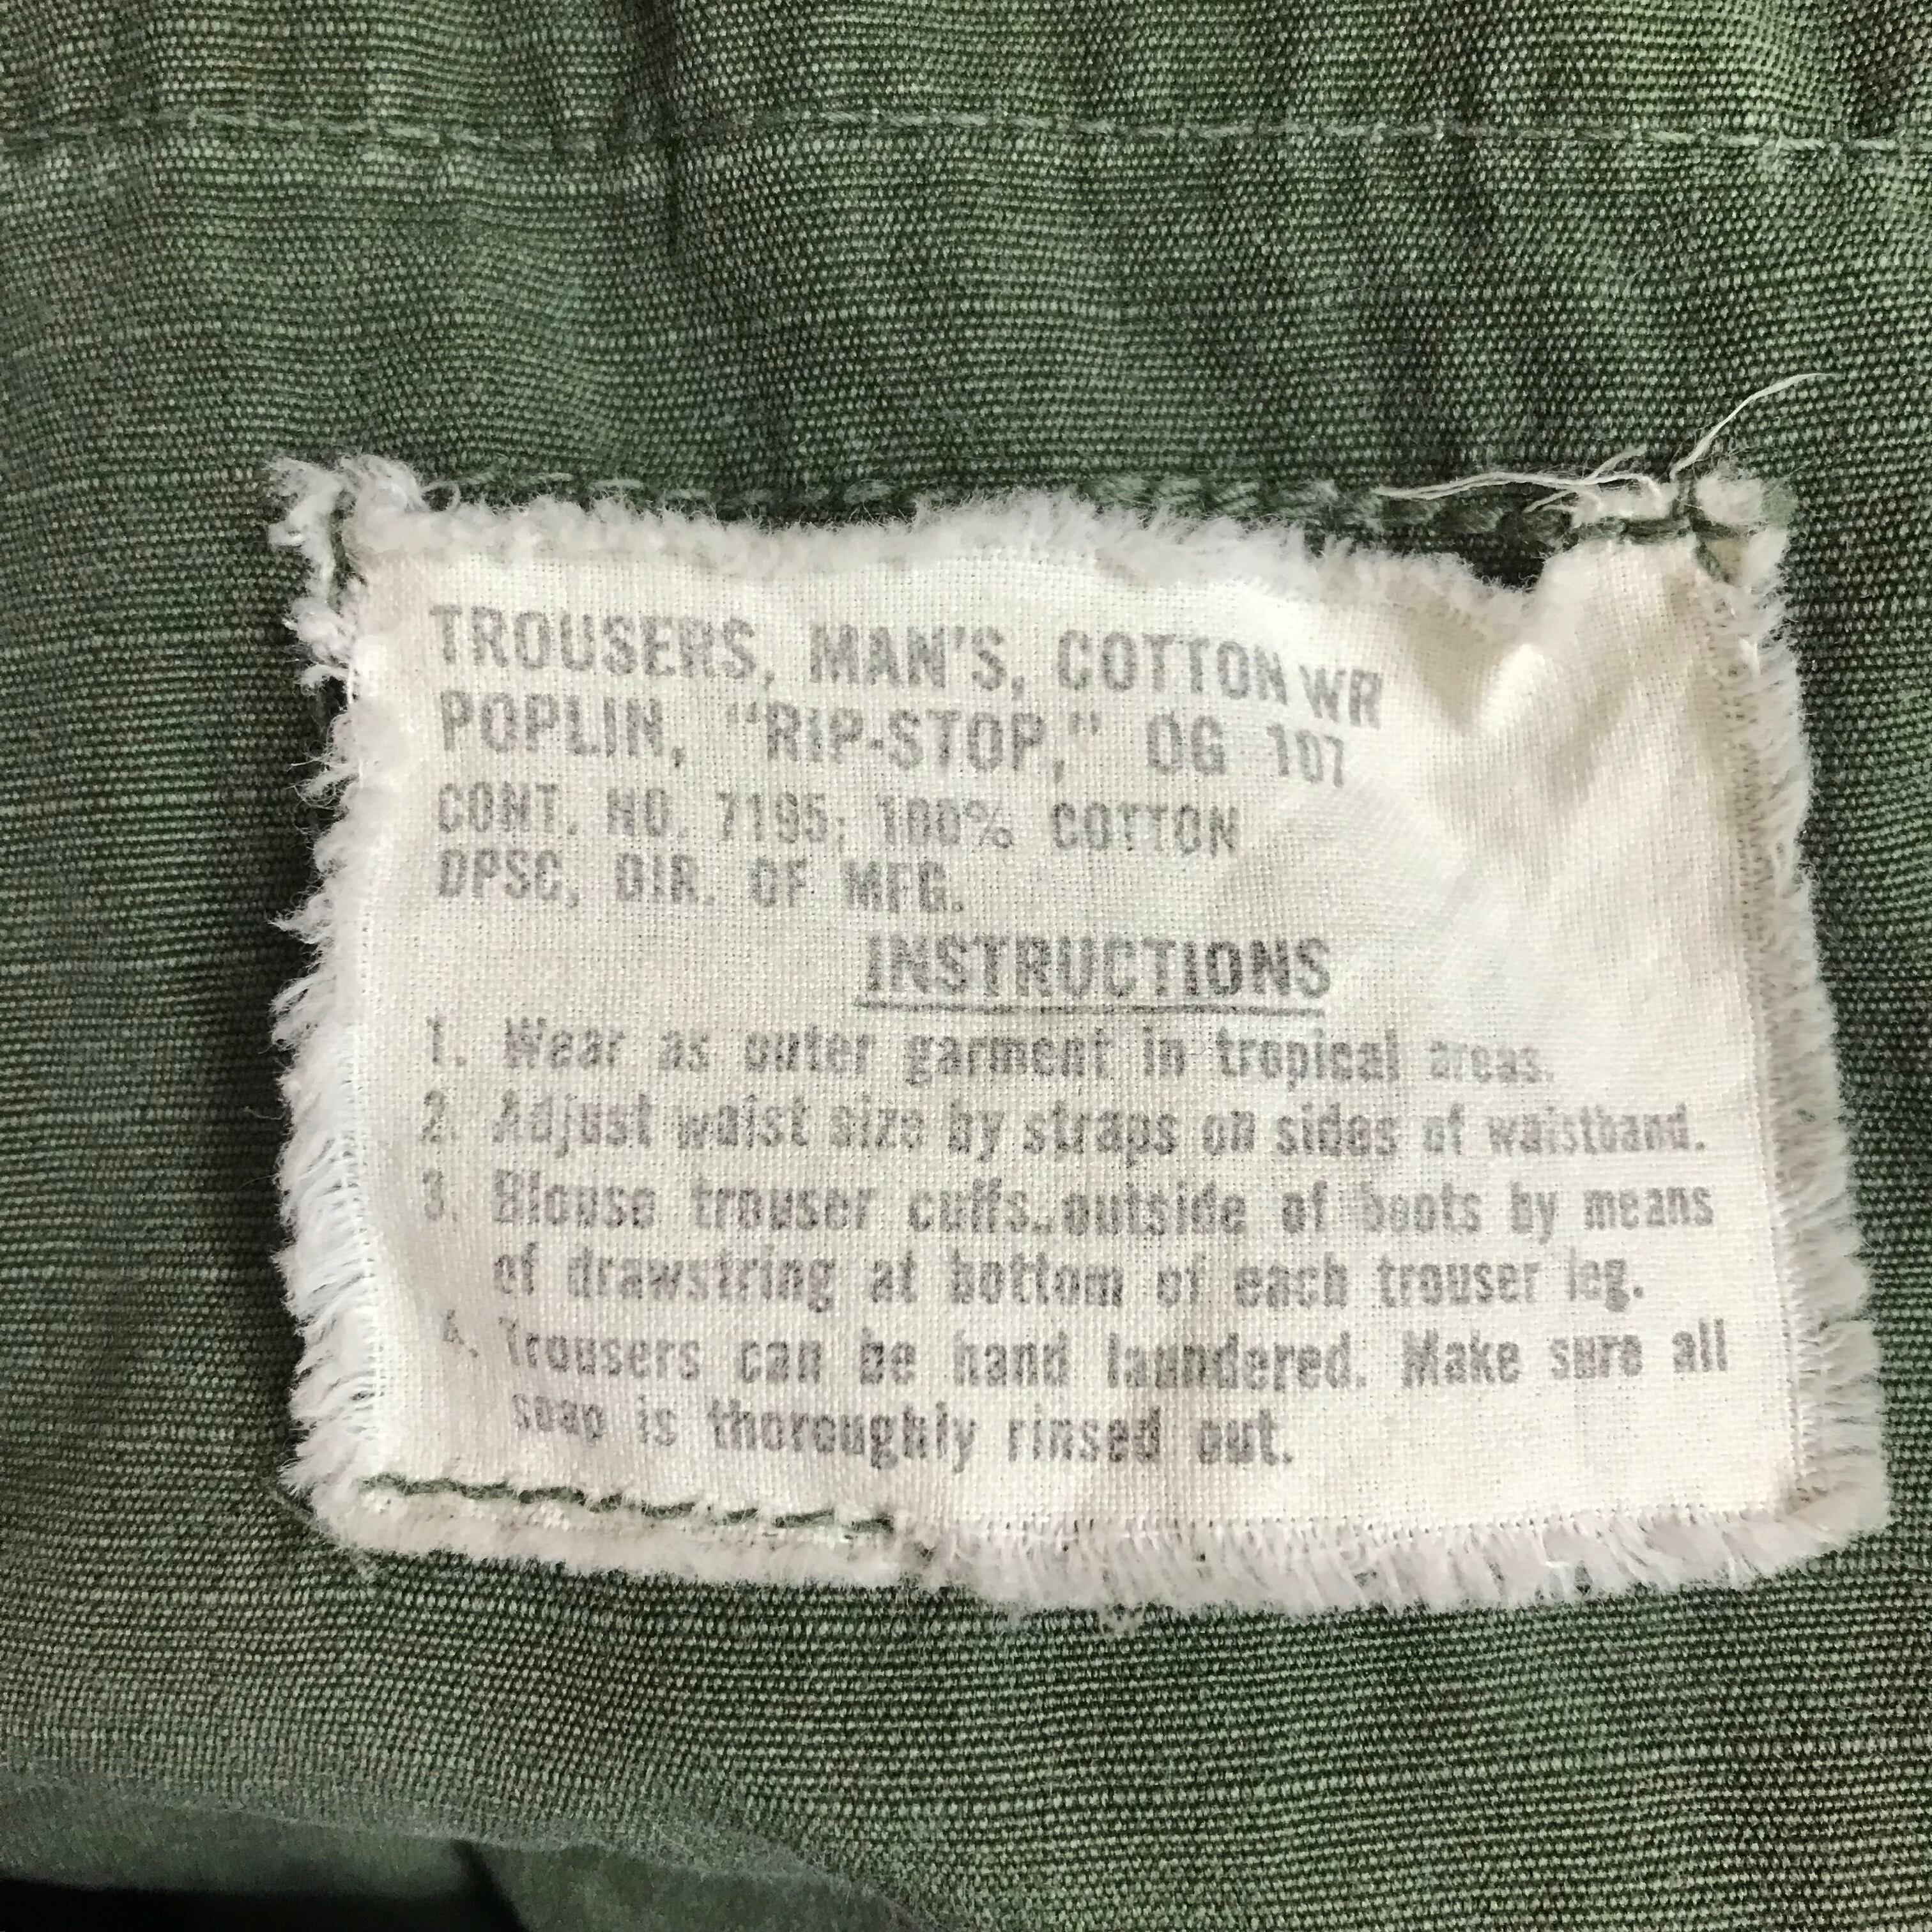 TROUSERS, MAN'S, COTTON WR
POPLIN, "RIP-STOP," OG 107
CONT. NO. 7195; 100% COTTON
DPSC, DIR. OF MFG.
INSTRUCTIONS
1. Wear as outer garment in tropical areas.
2. Adjust waist size by straps on sides of waistband.
3. Blouse trouser cuffs outside of boots by means
of drawstring at bottom of each trouser leg.
4. Trousers can be hand laundered. Make sure all
soap is thoroughly rinsed out.